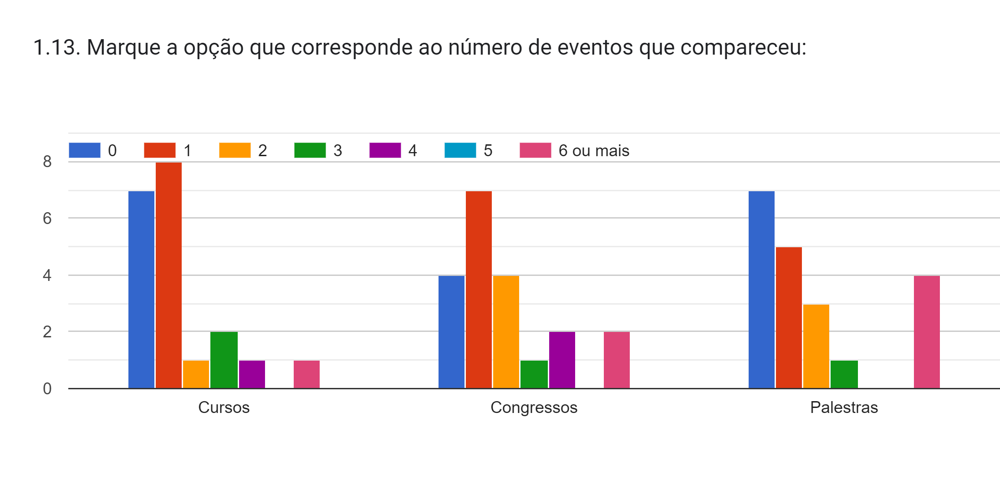 1.13. Marque a opção que corresponde ao número de eventos que compareceu:
0 1 2 3 4 5 6 ou mais
8
6
4
2
0
Cursos Congressos Palestras